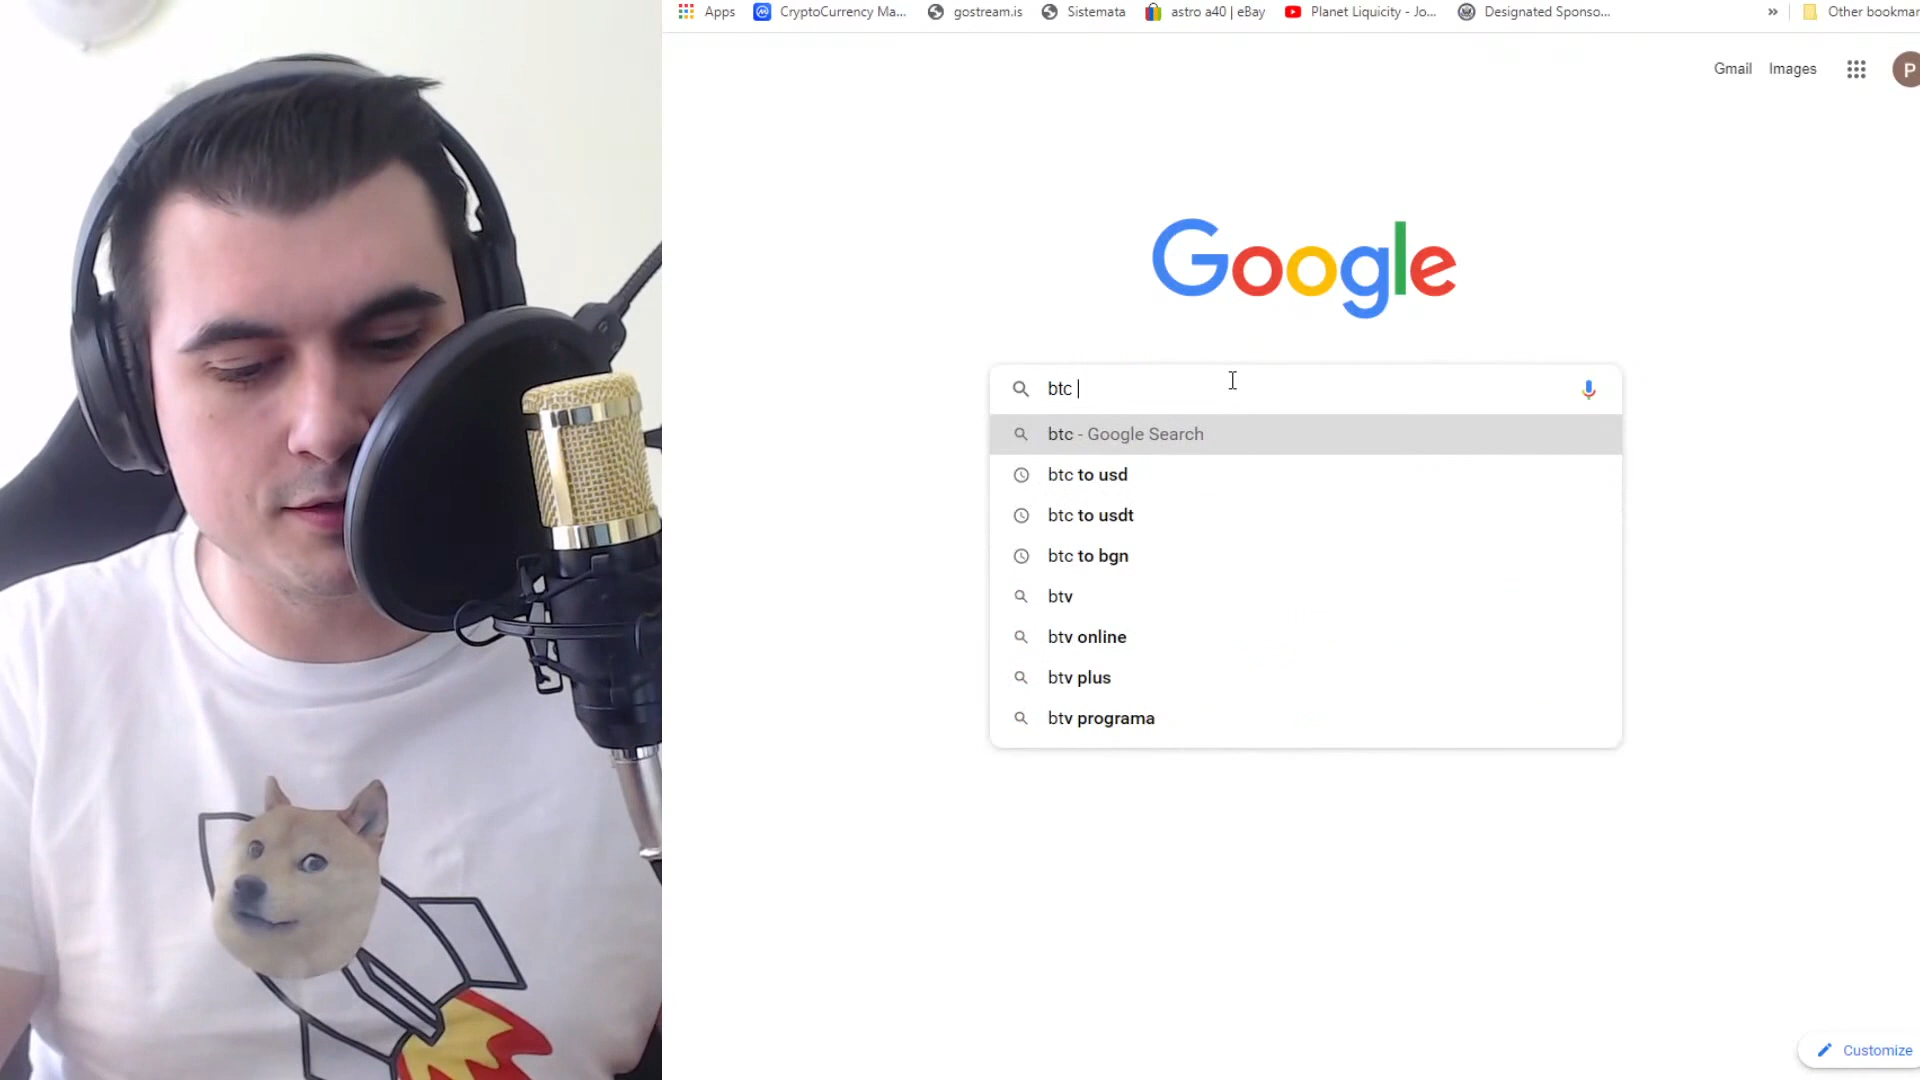 Apps
CryptoCurrency Ma...
gostream.is
Sistemata
astro a40 | eBay
Planet Liquicity - Jo...
Designated Sponso...
»
Other bookmar
Gmail
Images
P
Google
btc
btc - Google Search
btc to usd
btc to usdt
btc to bgn
btv
btv online
btv plus
btv programa
Customize